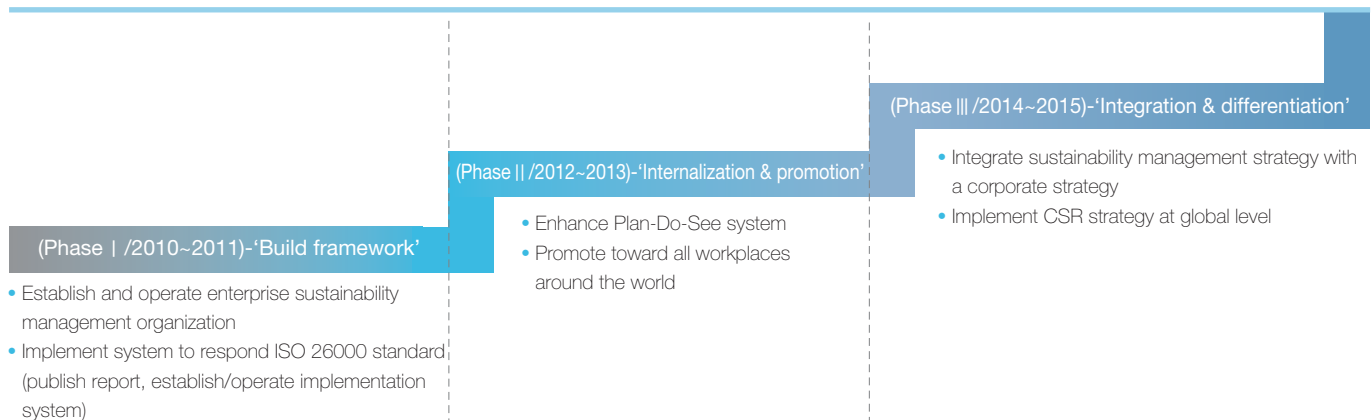 (Phase I /2010~2011)-‘Build framework’
• Establish and operate enterprise sustainability
management organization
• Implement system to respond ISO 26000 standard
(publish report, establish/operate implementation
system)
(Phase II /2012~2013)-‘Internalization & promotion’
• Enhance Plan-Do-See system
• Promote toward all workplaces
around the world
(Phase III /2014~2015)-‘Integration & differentiation’
• Integrate sustainability management strategy with
a corporate strategy
• Implement CSR strategy at global level